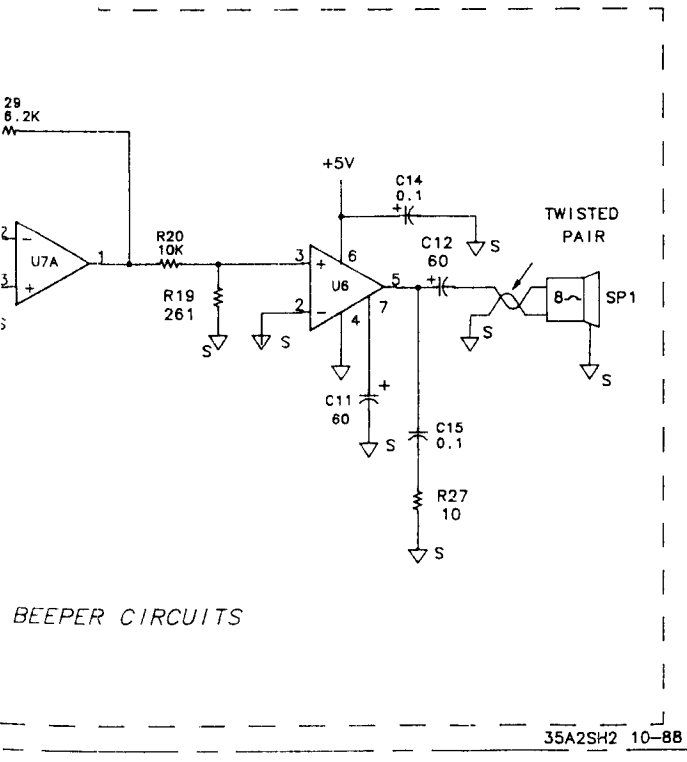 29
6.2K
+5V
C14
0.1
+
TWISTED
PAIR
2
−
U7A
1
3
+
S
R20
10K
R19
261
S
3
+
6
U6
2
−
4
7
5
S
S
C12
60
+
8
SP1
S
S
C11
60
+
S
C15
0.1
R27
10
S
BEEPER CIRCUITS
35A2SH2 10-88